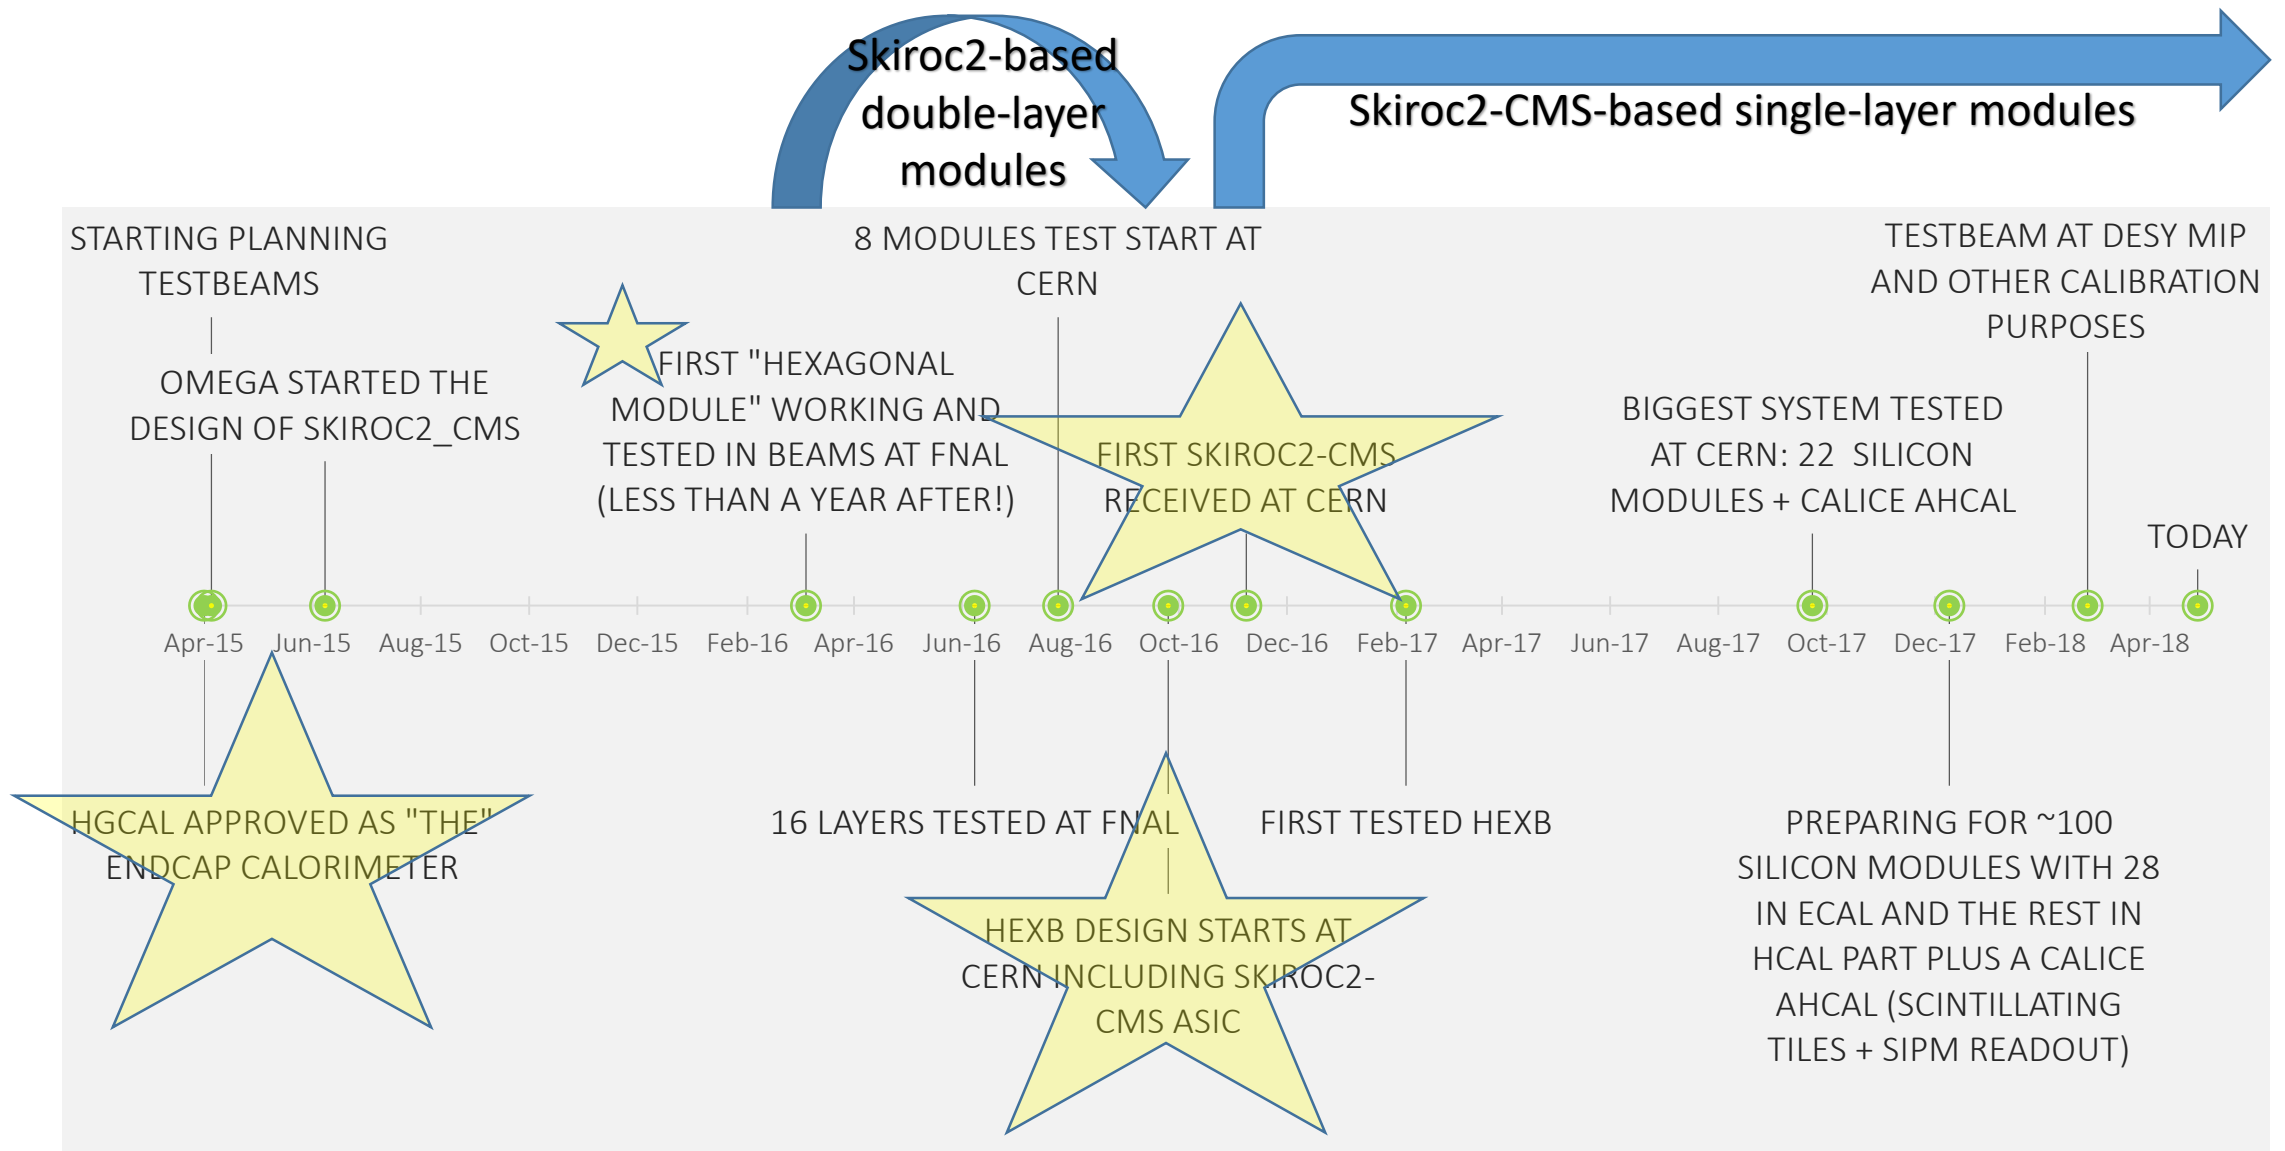 Skiroc2-based
double-layer
modules
Skiroc2-CMS-based single-layer modules
STARTING PLANNING
TESTBEAMS
8 MODULES TEST START AT
CERN
TESTBEAM AT DESY MIP
AND OTHER CALIBRATION
PURPOSES
OMEGA STARTED THE
DESIGN OF SKIROC2_CMS
FIRST "HEXAGONAL
MODULE" WORKING AND
TESTED IN BEAMS AT FNAL
(LESS THAN A YEAR AFTER!)
FIRST SKIROC2-CMS
RECEIVED AT CERN
BIGGEST SYSTEM TESTED
AT CERN: 22  SILICON
MODULES + CALICE AHCAL
TODAY
Apr-15 Jun-15 Aug-15 Oct-15 Dec-15 Feb-16 Apr-16 Jun-16 Aug-16 Oct-16 Dec-16 Feb-17 Apr-17 Jun-17 Aug-17 Oct-17 Dec-17 Feb-18 Apr-18
HGCAL APPROVED AS "THE"
ENDCAP CALORIMETER
16 LAYERS TESTED AT FNAL
FIRST TESTED HEXB
HEXB DESIGN STARTS AT
CERN INCLUDING SKIROC2-
CMS ASIC
PREPARING FOR ~100
SILICON MODULES WITH 28
IN ECAL AND THE REST IN
HCAL PART PLUS A CALICE
AHCAL (SCINTILLATING
TILES + SIPM READOUT)